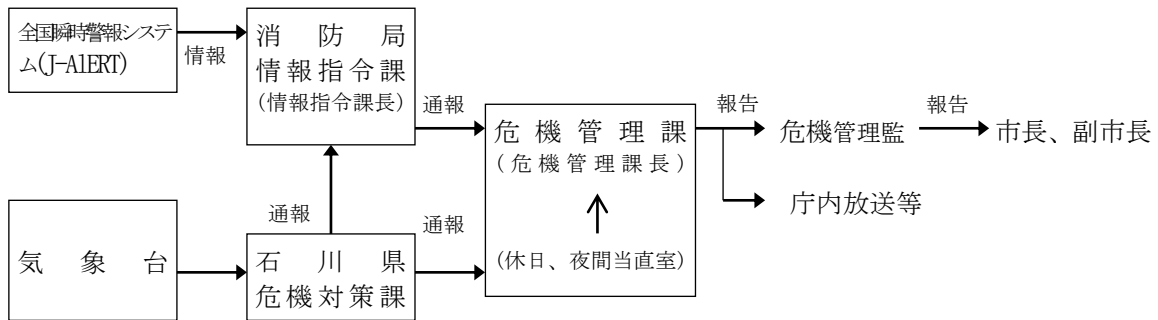 全国瞬時警報システ
ム(J-AlERT)
情報
消防局
情報指令課
(情報指令課長)
通報
危機管理課
(危機管理課長)
報告
危機管理監
報告
市長、副市長
庁内放送等
気象台
通報
石川県
危機対策課
通報
(休日、夜間当直室)